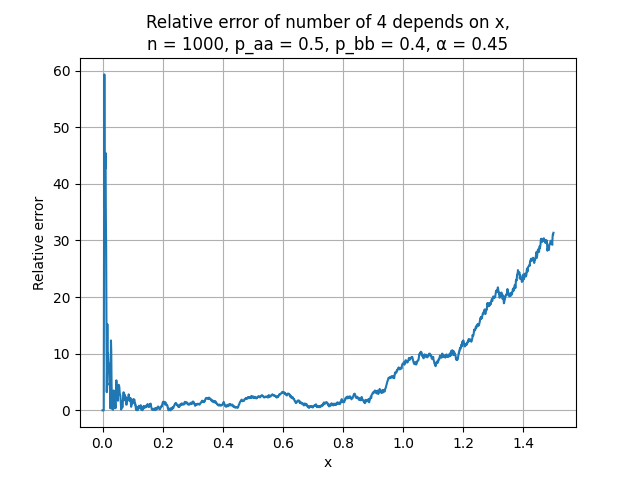 Relative error of number of 4 depends on x,
n = 1000, p_aa = 0.5, p_bb = 0.4, α = 0.45
60
50
40
30
20
10
0
Relative error
0.0 0.2 0.4 0.6 0.8 1.0 1.2 1.4
x